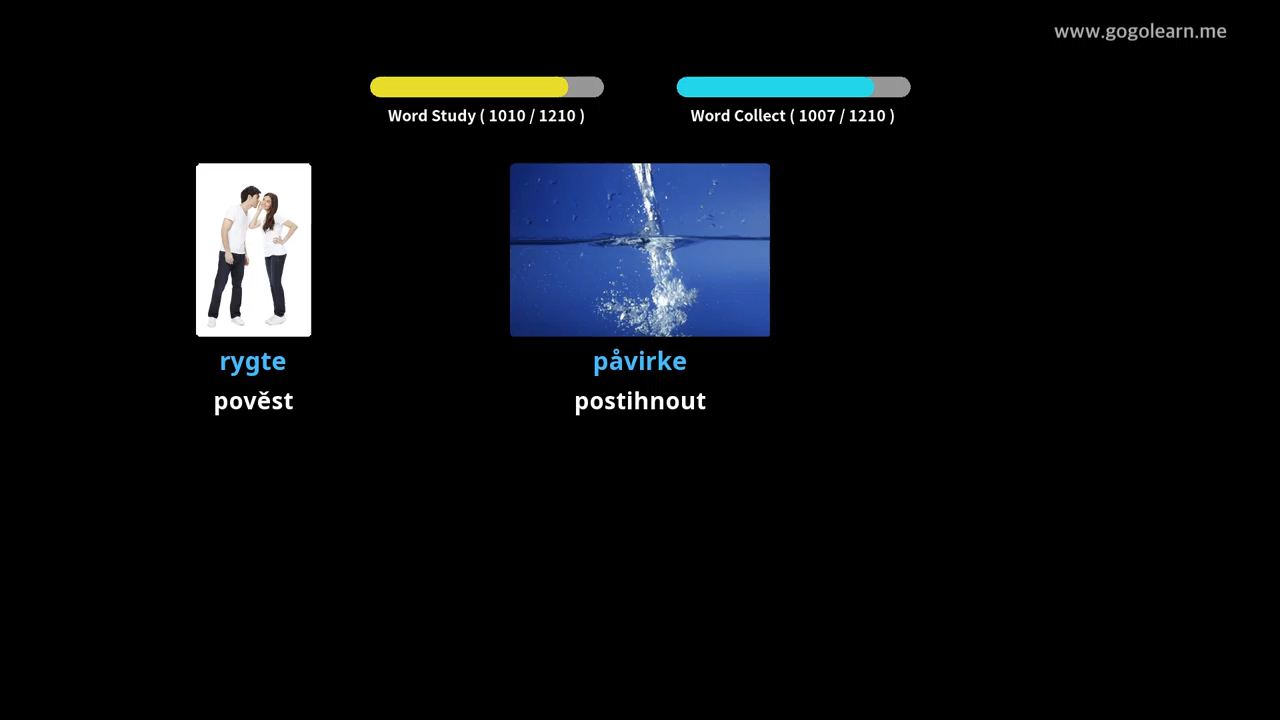 www.gogolearn.me
Word Study ( 1010 / 1210 )
Word Collect ( 1007 / 1210 )
rygte
påvirke
pověst
postihnout